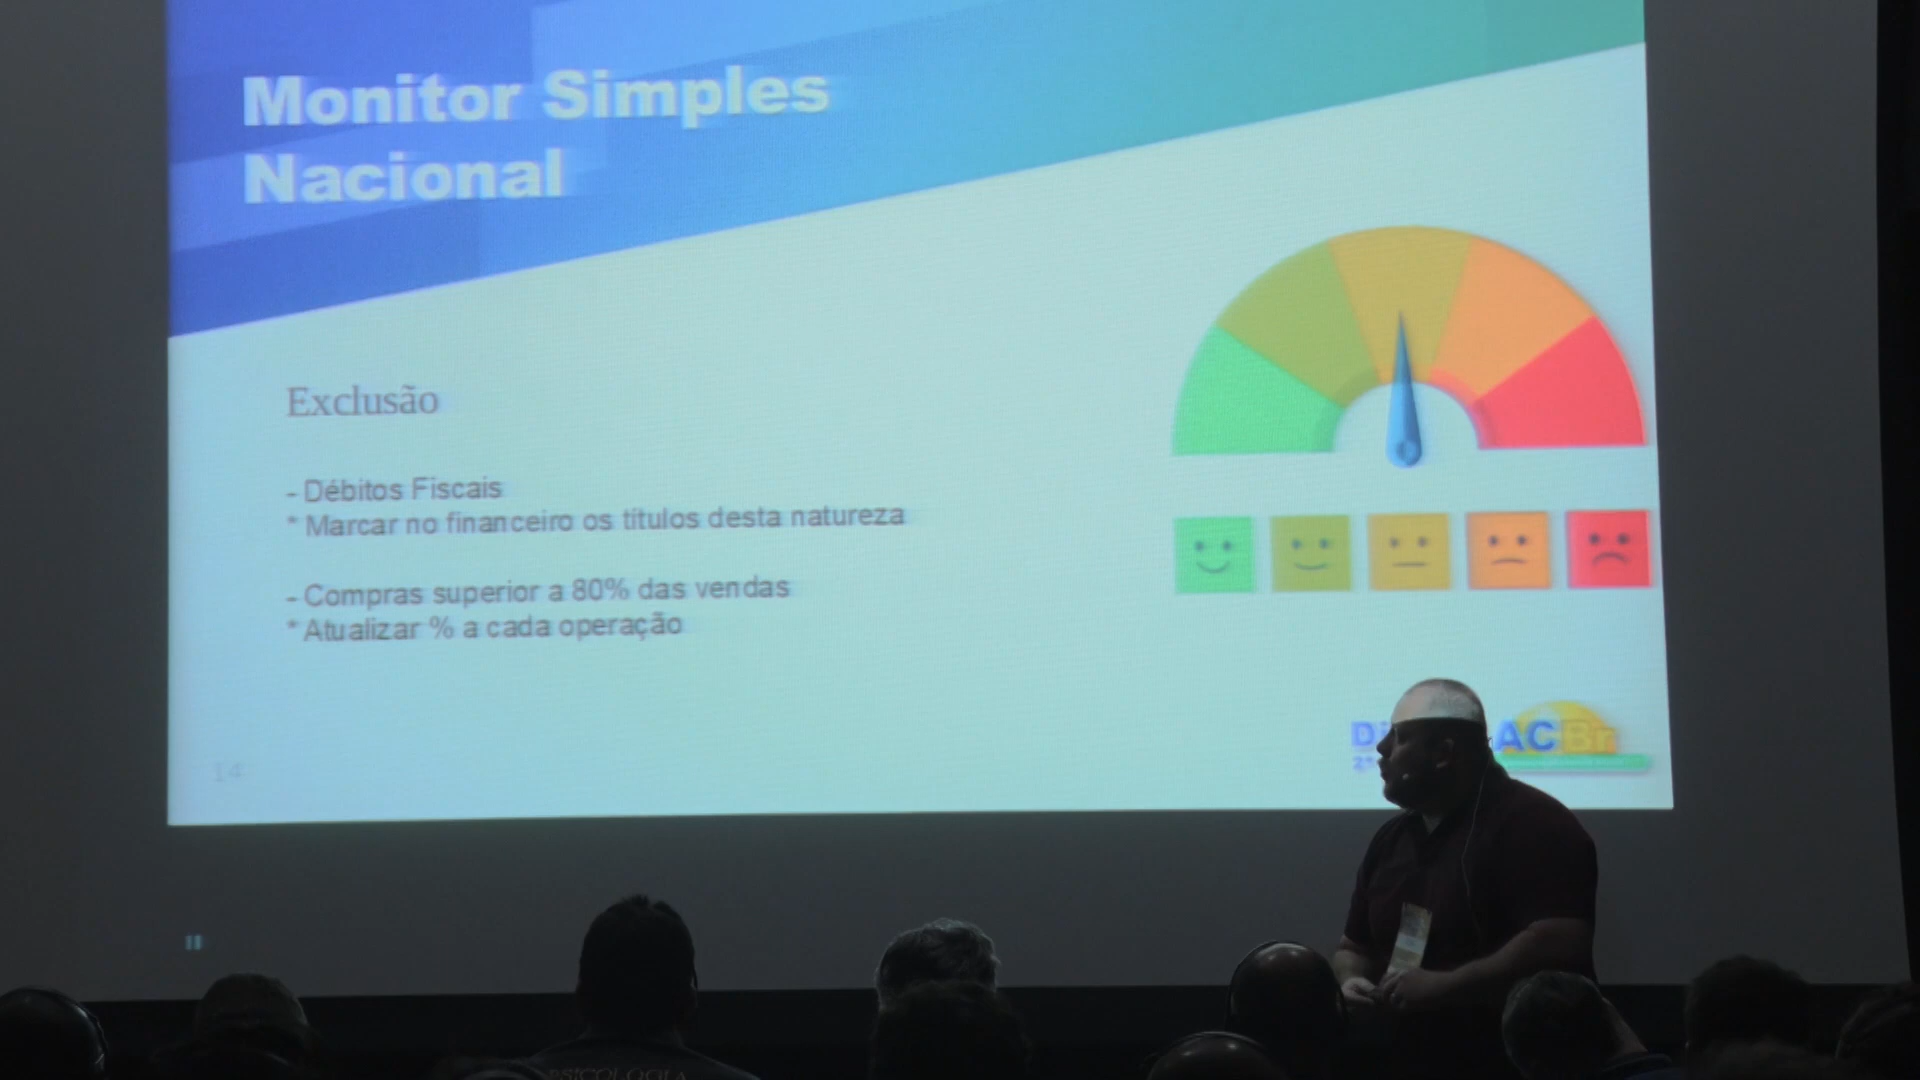 Monitor Simples
Nacional
Exclusão
- Débitos Fiscais
* Marcar no financeiro os títulos desta natureza
- Compras superior a 80% das vendas
* Atualizar % a cada operação
14
ACBr
PSICOLOGIA